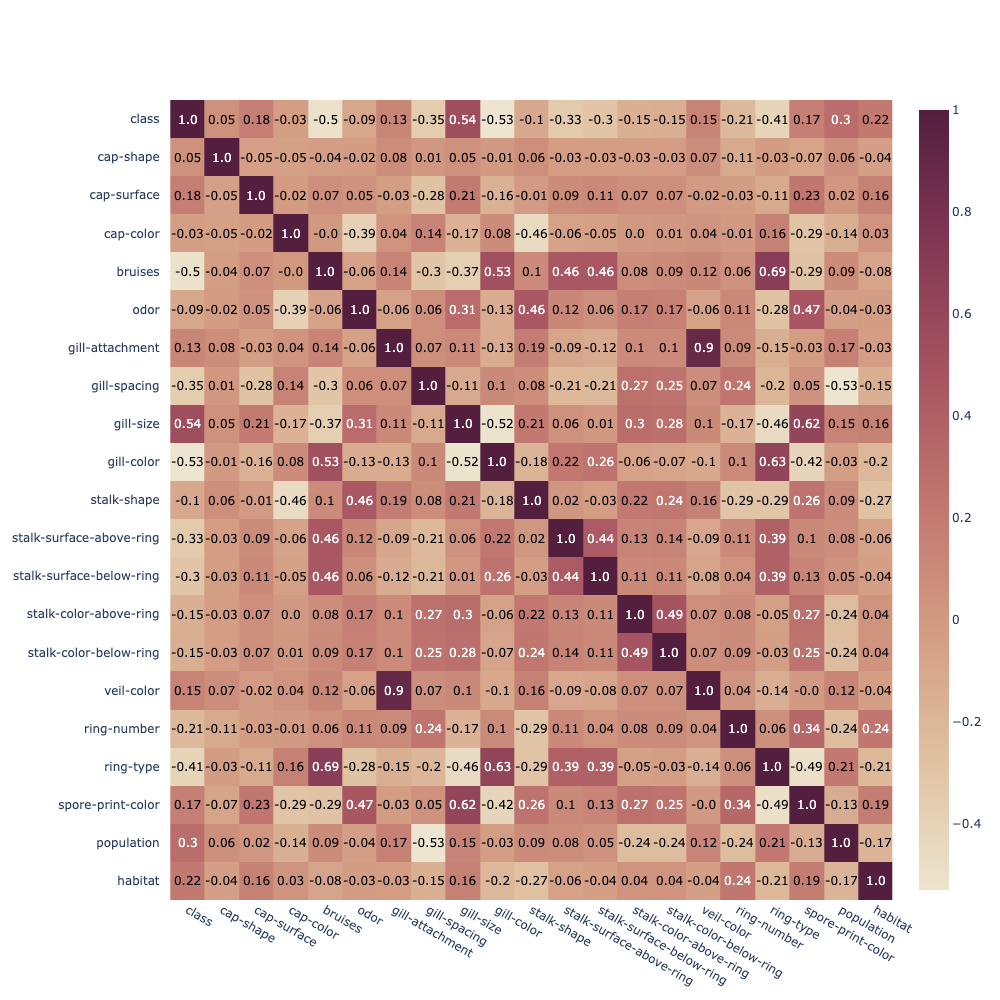 class 1.0 0.05 0.18 -0.03 -0.5 -0.09 0.13 -0.35 0.54 -0.53 -0.1 -0.33 -0.3 -0.15 -0.15 0.15 -0.21 -0.41 0.17 0.3 0.22
cap-shape 0.05 1.0 -0.05 -0.05 -0.04 -0.02 0.08 0.01 0.05 -0.01 0.06 -0.03 -0.03 -0.03 -0.03 0.07 -0.11 -0.03 -0.07 0.06 -0.04
cap-surface 0.18 -0.05 1.0 -0.02 0.07 0.05 -0.03 -0.28 0.21 -0.16 -0.01 0.09 0.11 0.07 0.07 -0.02 -0.03 -0.11 0.23 0.02 0.16
cap-color -0.03 -0.05 -0.02 1.0 -0.0 -0.39 0.04 0.14 -0.17 0.08 -0.46 -0.06 -0.05 0.0 0.01 0.04 -0.01 0.16 -0.29 -0.14 0.03
bruises -0.5 -0.04 0.07 -0.0 1.0 -0.06 0.14 -0.3 -0.37 0.53 0.1 0.46 0.46 0.08 0.09 0.12 0.06 0.69 -0.29 0.09 -0.08
odor -0.09 -0.02 0.05 -0.39 -0.06 1.0 -0.06 0.06 0.31 -0.13 0.46 0.12 0.06 0.17 0.17 -0.06 0.11 -0.28 0.47 -0.04 -0.03
gill-attachment 0.13 0.08 -0.03 0.04 0.14 -0.06 1.0 0.07 0.11 -0.13 0.19 -0.09 -0.12 0.1 0.1 0.9 0.09 -0.15 -0.03 0.17 -0.03
gill-spacing -0.35 0.01 -0.28 0.14 -0.3 0.06 0.07 1.0 -0.11 0.1 0.08 -0.21 -0.21 0.27 0.25 0.07 0.24 -0.2 0.05 -0.53 -0.15
gill-size 0.54 0.05 0.21 -0.17 -0.37 0.31 0.11 -0.11 1.0 -0.52 0.21 0.06 0.01 0.3 0.28 0.1 -0.17 -0.46 0.62 0.15 0.16
gill-color -0.53 -0.01 -0.16 0.08 0.53 -0.13 -0.13 0.1 -0.52 1.0 -0.18 0.22 0.26 -0.06 -0.07 -0.1 0.1 0.63 -0.42 -0.03 -0.2
stalk-shape -0.1 0.06 -0.01 -0.46 0.1 0.46 0.19 0.08 0.21 -0.18 1.0 0.02 -0.03 0.22 0.24 0.16 -0.29 -0.29 0.26 0.09 -0.27
stalk-surface-above-ring -0.33 -0.03 0.09 -0.06 0.46 0.12 -0.09 -0.21 0.06 0.22 0.02 1.0 0.44 0.13 0.14 -0.09 0.11 0.39 0.1 0.08 -0.06
stalk-surface-below-ring -0.3 -0.03 0.11 -0.05 0.46 0.06 -0.12 -0.21 0.01 0.26 -0.03 0.44 1.0 0.11 0.11 -0.08 0.04 0.39 0.13 0.05 -0.04
stalk-color-above-ring -0.15 -0.03 0.07 0.0 0.08 0.17 0.1 0.27 0.3 -0.06 0.22 0.13 0.11 1.0 0.49 0.07 0.08 -0.05 0.27 -0.24 0.04
stalk-color-below-ring -0.15 -0.03 0.07 0.01 0.09 0.17 0.1 0.25 0.28 -0.07 0.24 0.14 0.11 0.49 1.0 0.07 0.09 -0.03 0.25 -0.24 0.04
veil-color 0.15 0.07 -0.02 0.04 0.12 -0.06 0.9 0.07 0.1 -0.1 0.16 -0.09 -0.08 0.07 0.07 1.0 0.04 -0.14 -0.0 0.12 -0.04
ring-number -0.21 -0.11 -0.03 -0.01 0.06 0.11 0.09 0.24 -0.17 0.1 -0.29 0.11 0.04 0.08 0.09 0.04 1.0 0.06 0.34 -0.24 0.24
ring-type -0.41 -0.03 -0.11 0.16 0.69 -0.28 -0.15 -0.2 -0.46 0.63 -0.29 0.39 0.39 -0.05 -0.03 -0.14 0.06 1.0 -0.49 0.21 -0.21
spore-print-color 0.17 -0.07 0.23 -0.29 -0.29 0.47 -0.03 0.05 0.62 -0.42 0.26 0.1 0.13 0.27 0.25 -0.0 0.34 -0.49 1.0 -0.13 0.19
population 0.3 0.06 0.02 -0.14 0.09 -0.04 0.17 -0.53 0.15 -0.03 0.09 0.08 0.05 -0.24 -0.24 0.12 -0.24 0.21 -0.13 1.0 -0.17
habitat 0.22 -0.04 0.16 0.03 -0.08 -0.03 -0.03 -0.15 0.16 -0.2 -0.27 -0.06 -0.04 0.04 0.04 -0.04 0.24 -0.21 0.19 -0.17 1.0
class
cap-shape
cap-surface
cap-color
bruises
odor
gill-attachment
gill-spacing
gill-size
gill-color
stalk-shape
stalk-surface-above-ring
stalk-surface-below-ring
stalk-color-above-ring
stalk-color-below-ring
veil-color
ring-number
ring-type
spore-print-color
population
habitat
1
0.8
0.6
0.4
0.2
0
−0.2
−0.4